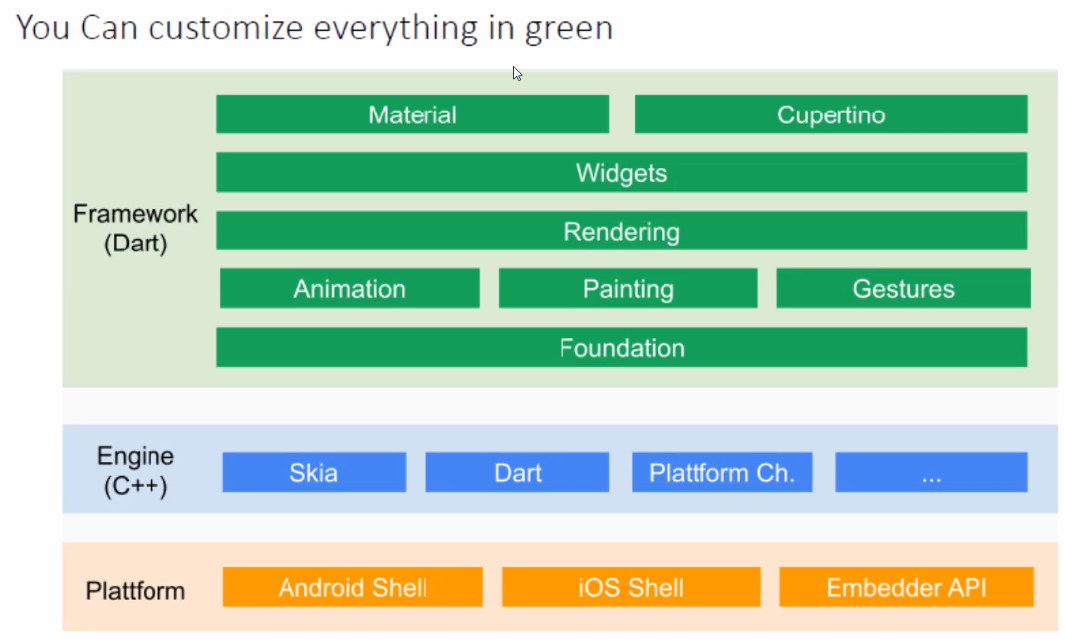 You Can customize everything in green
Material Cupertino
Widgets
Framework
(Dart)
Rendering
Animation Painting Gestures
Foundation
Engine
(C++)
Skia Dart Plattform Ch. ...
Plattform
Android Shell iOS Shell Embedder API